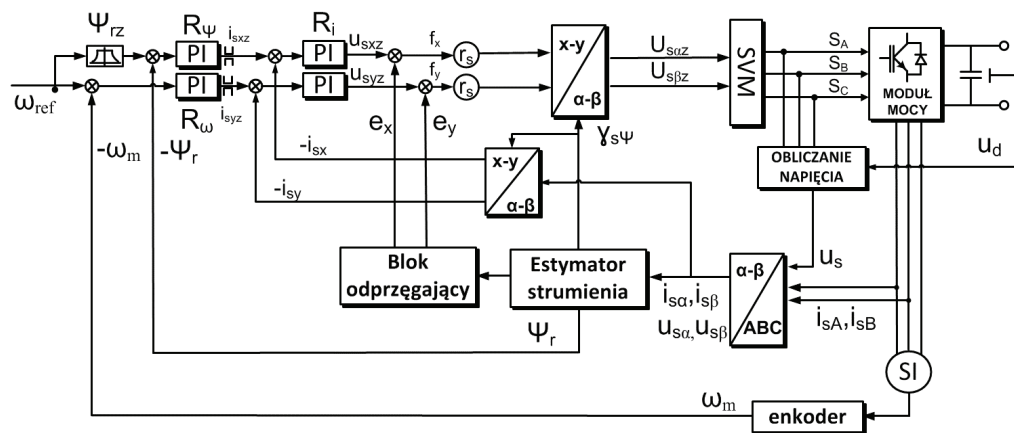 Ψrz
RΨ
isxz
Ri
usxz
fx
rs
x-y
α-β
Usαz
Usβz
SVM
SA
SB
SC
MODUŁ
MOCY
PI
PI
PI
PI
usyz
fy
rs
ωref
Rω
isyz
-ωm
-Ψr
ex
ey
γsΨ
ud
-isx
x-y
α-β
OBLICZANIE
NAPIĘCIA
-isy
us
Blok
odprzęgający
Estymator
strumienia
isα,isβ
usα,usβ
α-β
ABC
isA,isB
Ψr
SI
ωm
enkoder